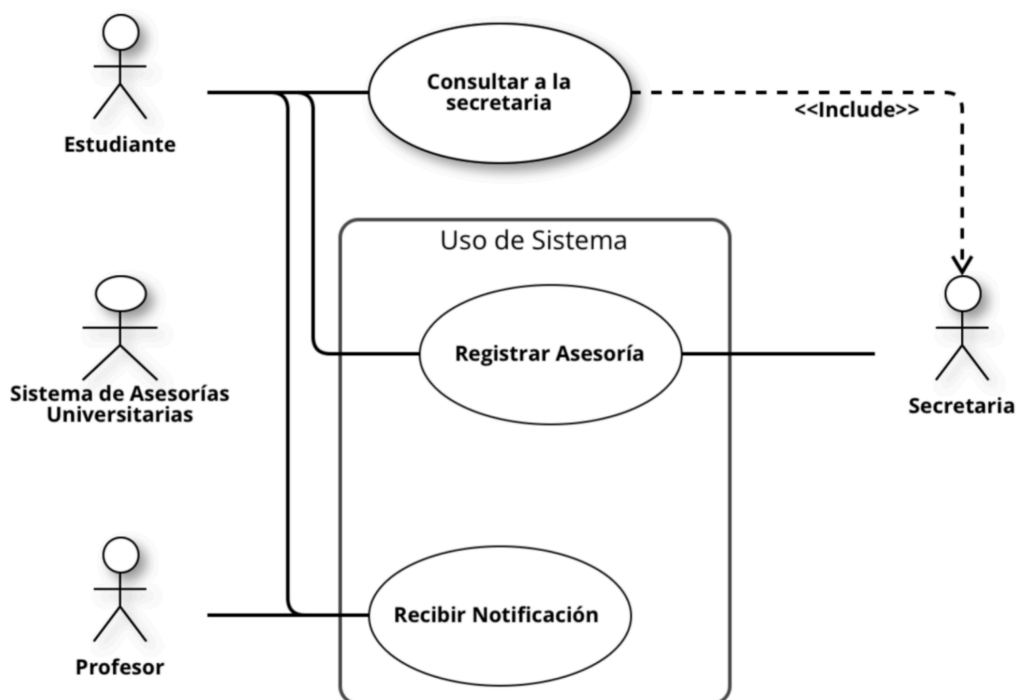 Estudiante
Consultar a la
secretaria
<<Include>>
Uso de Sistema
Sistema de Asesorías
Universitarias
Registrar Asesoría
Secretaria
Profesor
Recibir Notificación